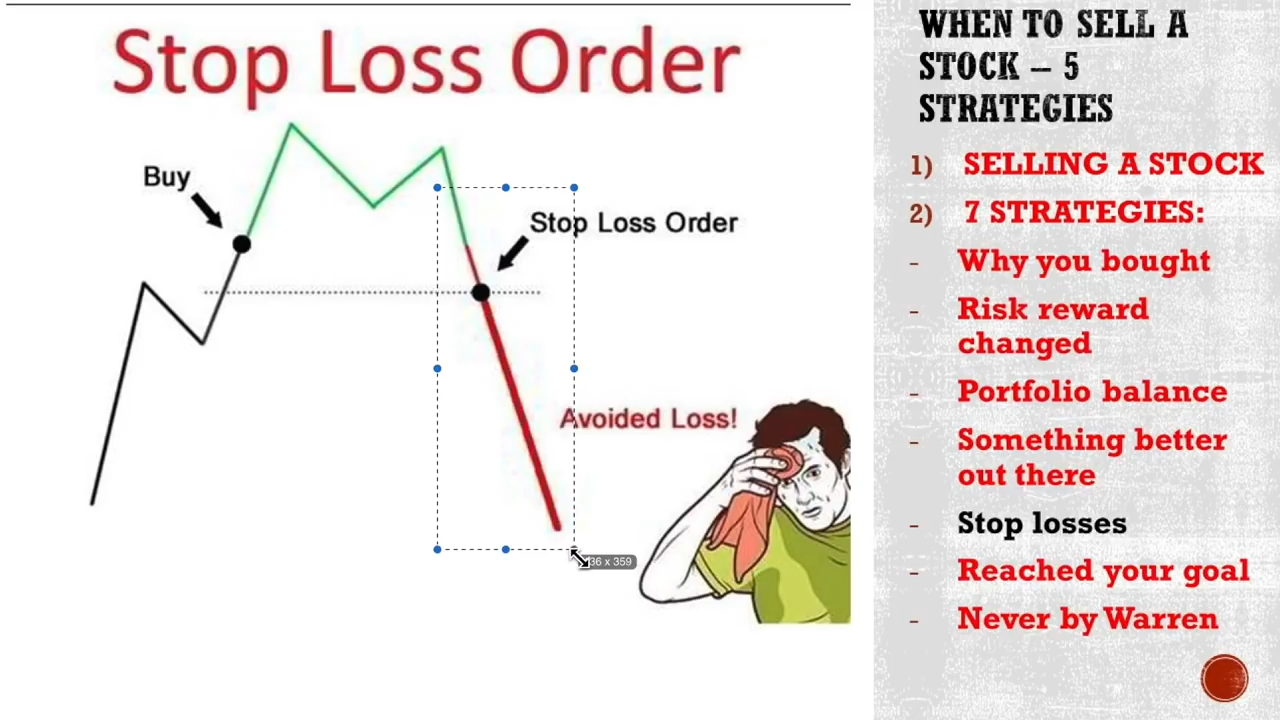 Stop Loss Order
Buy
Stop Loss Order
Avoided Loss!
36 x 359
WHEN TO SELL A
STOCK – 5
STRATEGIES
1) SELLING A STOCK
2) 7 STRATEGIES:
- Why you bought
- Risk reward
changed
- Portfolio balance
- Something better
out there
- Stop losses
- Reached your goal
- Never by Warren